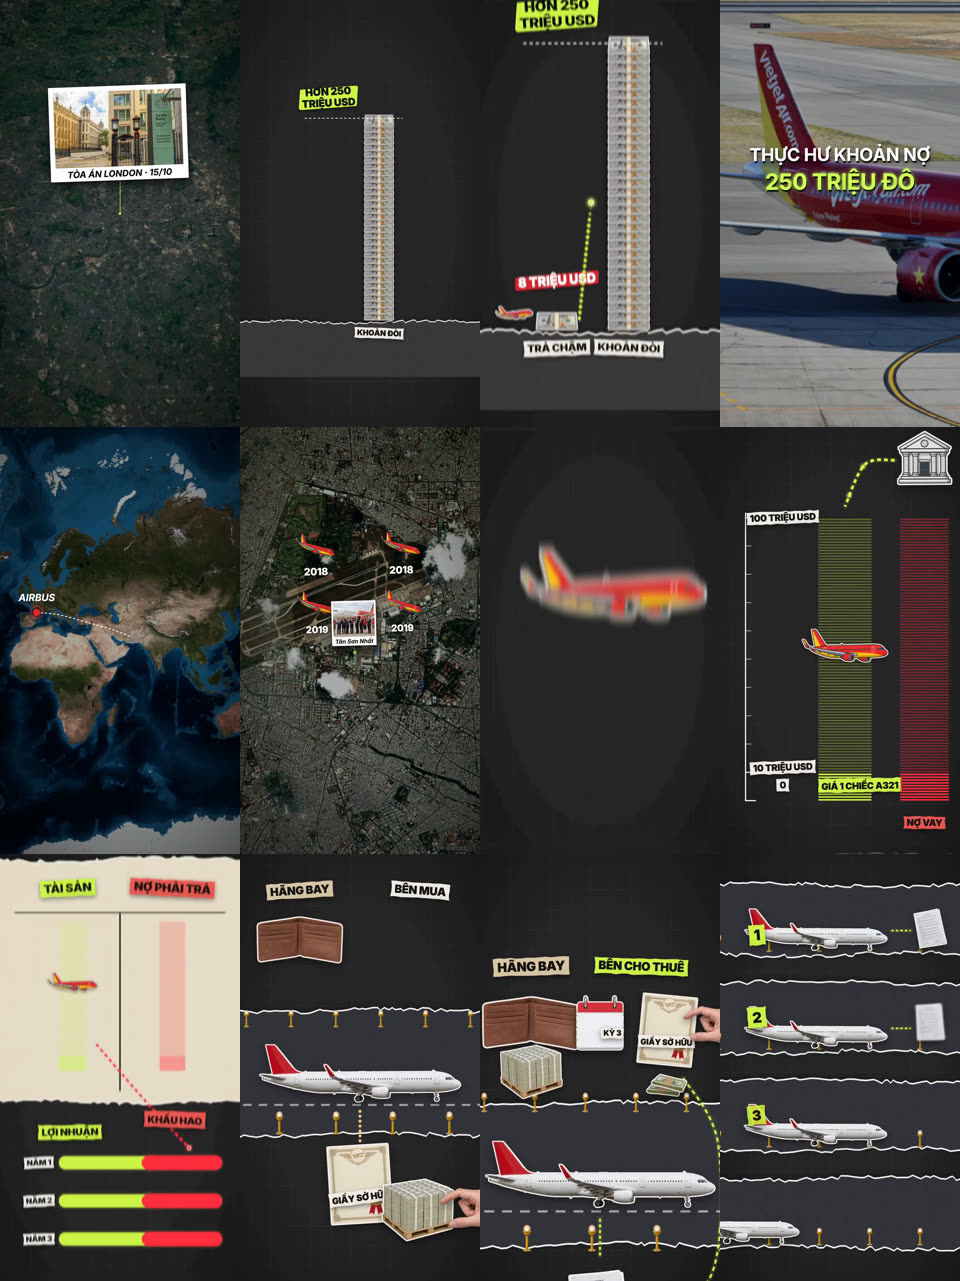 TÒA ÁN LONDON · 15/10
HƠN 250
TRIỆU USD
KHOẢN ĐÒI
HƠN 250
TRIỆU USD
8 TRIỆU USD
TRẢ CHẬM
KHOẢN ĐÒI
vietjet Air.com
THỰC HƯ KHOẢN NỢ
250 TRIỆU ĐÔ
AIRBUS
2018
2018
2019
2019
Tân Sơn Nhất
100 TRIỆU USD
10 TRIỆU USD
0
GIÁ 1 CHIẾC A321
NỢ VAY
TÀI SẢN
NỢ PHẢI TRẢ
KHẤU HAO
LỢI NHUẬN
NĂM 1
NĂM 2
NĂM 3
HÃNG BAY
BÊN MUA
GIẤY SỞ HỮU
HÃNG BAY
BÊN CHO THUÊ
KỲ 3
GIẤY SỞ HỮU
1
2
3